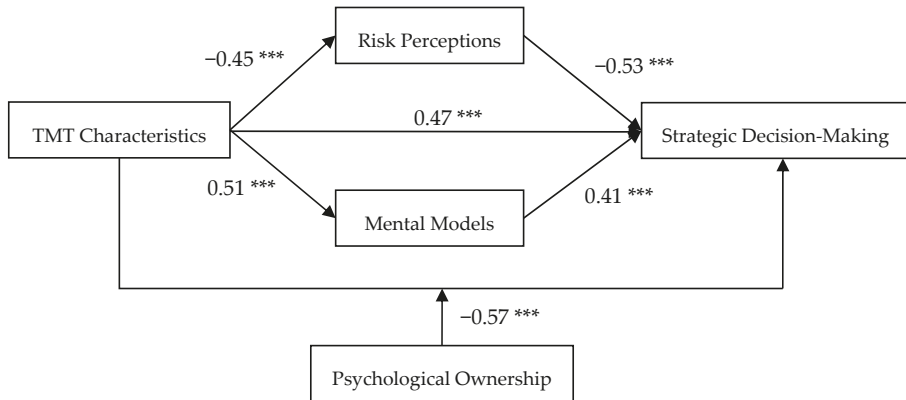 Risk Perceptions
−0.45 ***
−0.53 ***
TMT Characteristics
0.47 ***
Strategic Decision-Making
0.51 ***
0.41 ***
Mental Models
−0.57 ***
Psychological Ownership